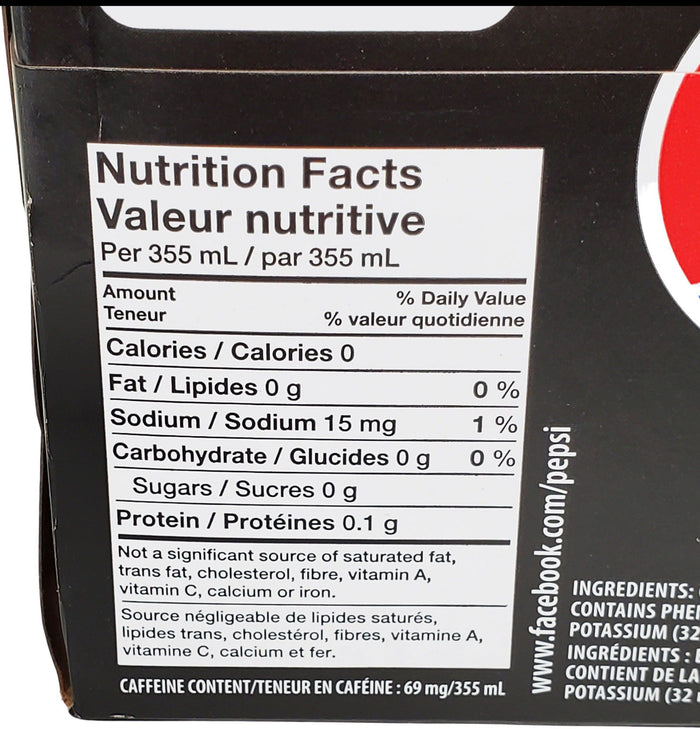 Nutrition Facts
Valeur nutritive
Per 355 mL / par 355 mL
Amount % Daily Value
Teneur % valeur quotidienne
Calories / Calories 0
Fat / Lipides 0 g 0 %
Sodium / Sodium 15 mg 1 %
Carbohydrate / Glucides 0 g 0 %
Sugars / Sucres 0 g
Protein / Protéines 0.1 g
Not a significant source of saturated fat,
trans fat, cholesterol, fibre, vitamin A,
vitamin C, calcium or iron.
Source négligeable de lipides saturés,
lipides trans, cholestérol, fibres, vitamine A,
vitamine C, calcium et fer.
CAFFEINE CONTENT/TENEUR EN CAFÉINE : 69 mg/355 mL
www.facebook.com/pepsi
INGREDIENTS:
CONTAINS
POTASSIUM (32
INGRÉDIENTS :
CONTIENT DE LA
POTASSIUM (32